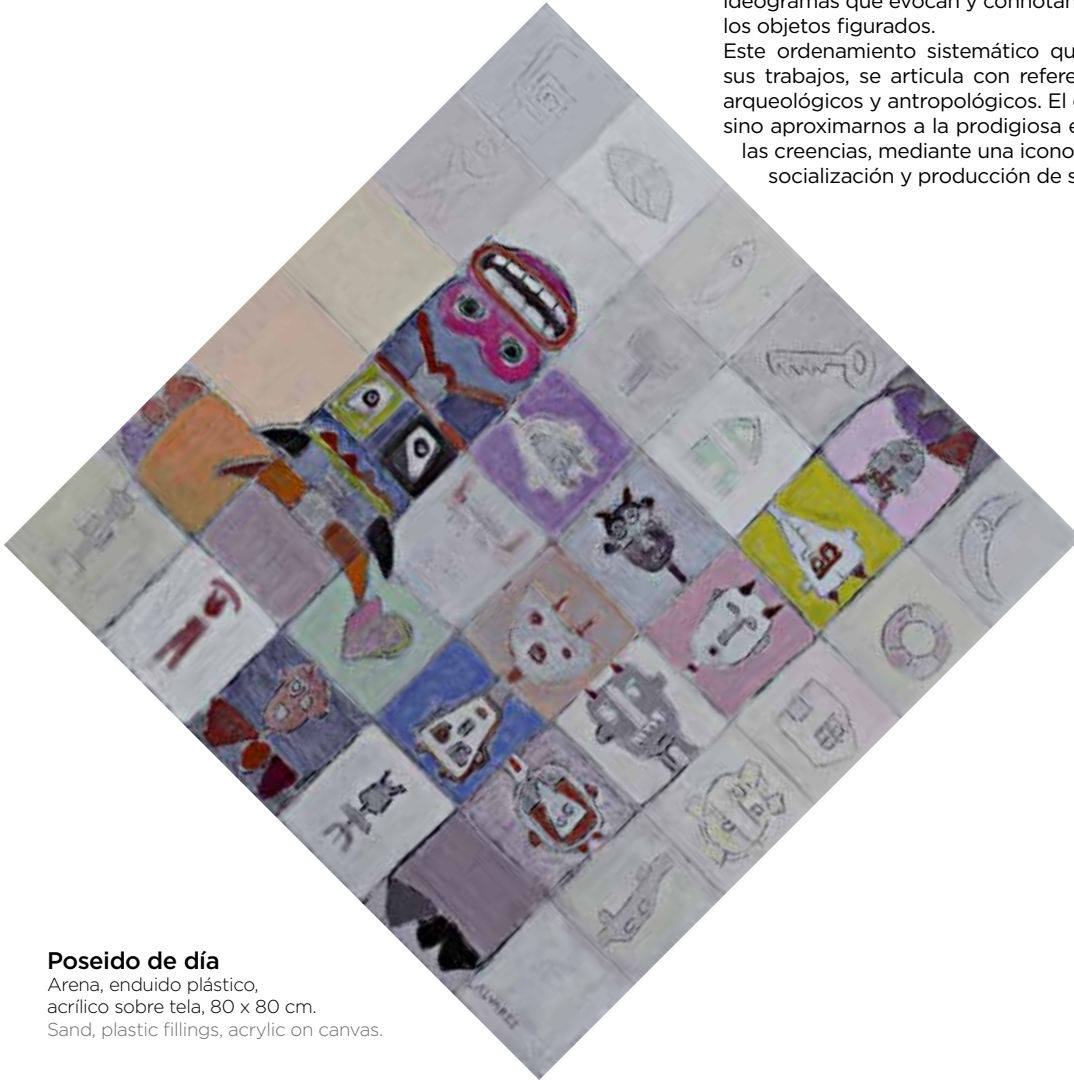 ideogramas que evocan y connotan
los objetos figurados.
Este ordenamiento sistemático qu
sus trabajos, se articula con refere
arqueológicos y antropológicos. El
sino aproximarnos a la prodigiosa e
las creencias, mediante una icono
socialización y producción de s
Poseido de día
Arena, enduido plástico,
acrílico sobre tela, 80 x 80 cm.
Sand, plastic fillings, acrylic on canvas.
ALVAREZ